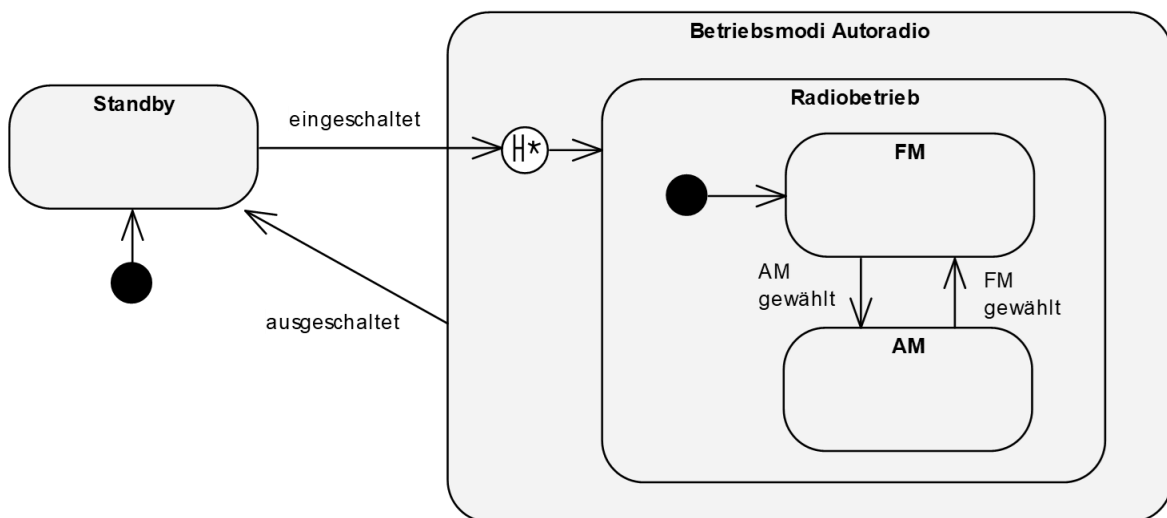 Betriebsmodi Autoradio
Standby
Radiobetrieb
eingeschaltet
H*
FM
AM
gewählt
FM
gewählt
ausgeschaltet
AM